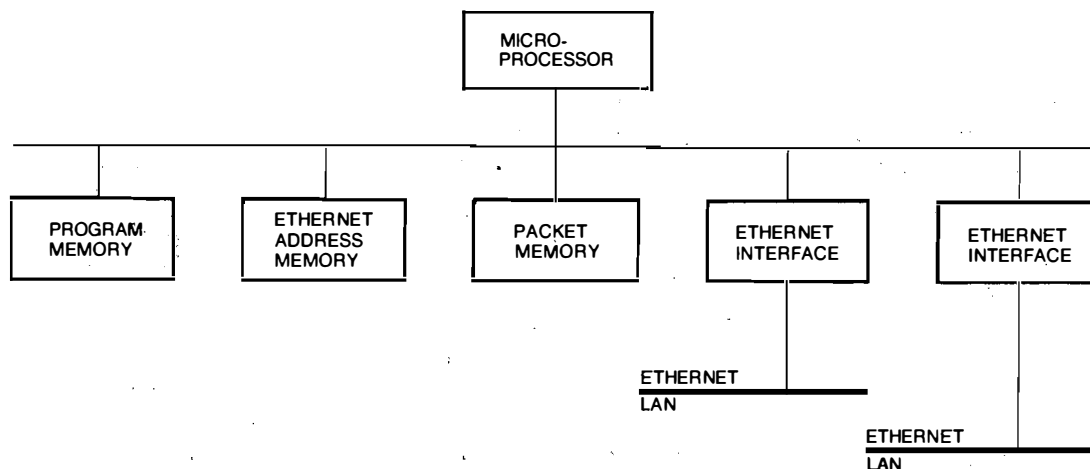 MICRO-
PROCESSOR
PROGRAM
MEMORY
ETHERNET
ADDRESS
MEMORY
PACKET
MEMORY
ETHERNET
INTERFACE
ETHERNET
INTERFACE
ETHERNET
LAN
ETHERNET
LAN